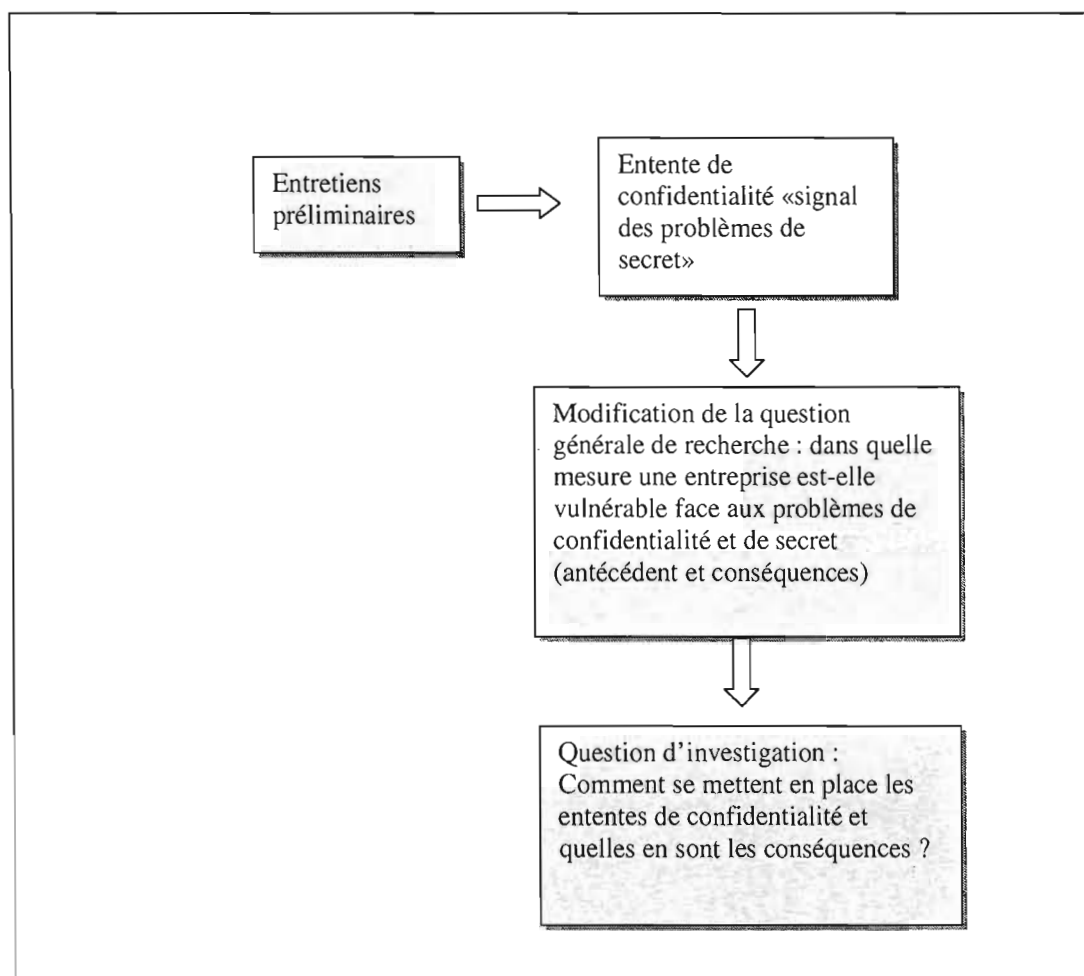 Entretiens
préliminaires
Entente de
confidentialité «signal
des problèmes de
secret»
Modification de la question
générale de recherche : dans quelle
mesure une entreprise est-elle
vulnérable face aux problèmes de
confidentialité et de secret
(antécédent et conséquences)
Question d’investigation :
Comment se mettent en place les
ententes de confidentialité et
quelles en sont les conséquences ?